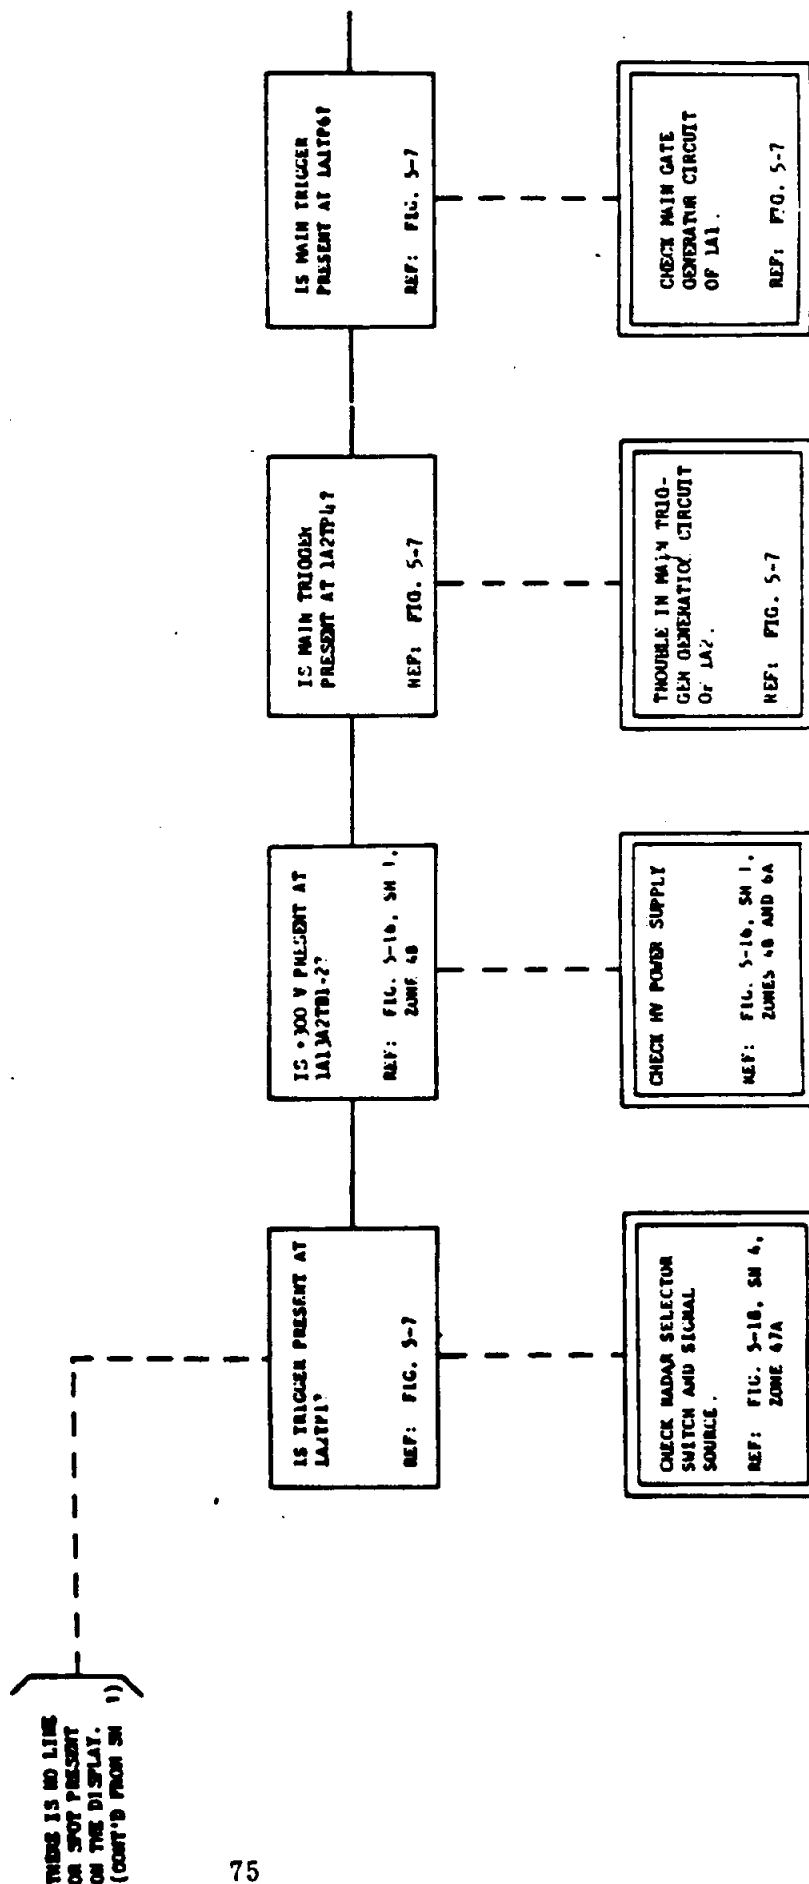 THERE IS NO LINE
OR SPOT PRESENT
ON THE DISPLAY.
(CONT'D FROM SH 1)
IS TRIGGER PRESENT AT
1A2TP1?
REF: FIG. 5-7
IS +300 V PRESENT AT
1A13A2TB1-2?
REF: FIG. 5-16, SH 1,
ZONE 4B
IS MAIN TRIGGER
PRESENT AT 1A2TP4?
REF: FIG. 5-7
IS MAIN TRIGGER
PRESENT AT 1A1TP6?
REF: FIG. 5-7
CHECK RADAR SELECTOR
SWITCH AND SIGNAL
SOURCE.
REF: FIG. 5-18, SH 4,
ZONE 47A
CHECK HV POWER SUPPLY
REF: FIG. 5-16, SH 1,
ZONES 4B AND 6A
TROUBLE IN MAIN TRIG-
GER GENERATION CIRCUIT
OF 1A2.
REF: FIG. 5-7
CHECK MAIN GATE
GENERATOR CIRCUIT
OF 1A1.
REF: FIG. 5-7
75